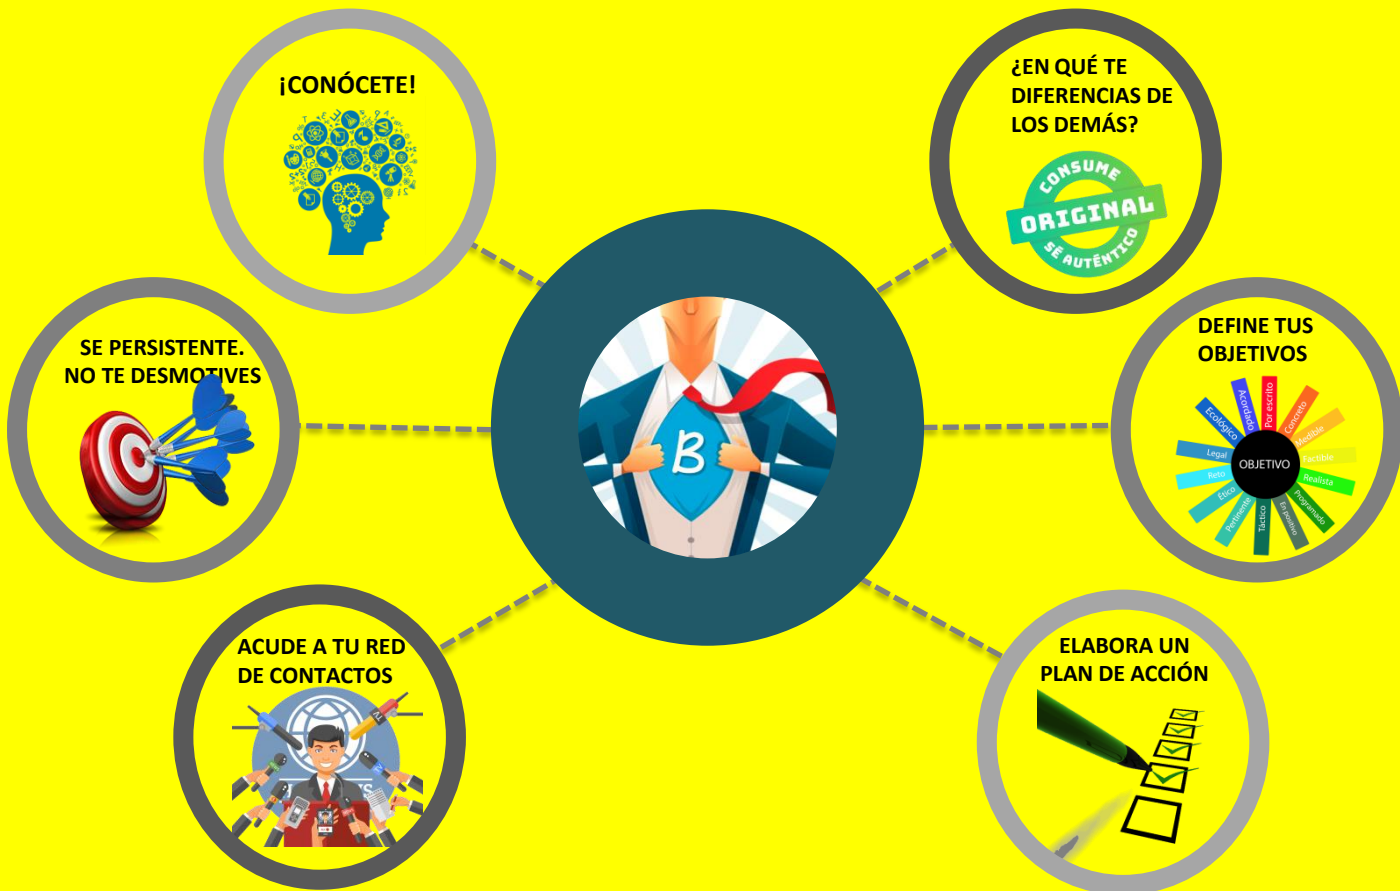 ¡CONÓCETE!
¿EN QUÉ TE
DIFERENCIAS DE
LOS DEMÁS?
CONSUME
ORIGINAL
SÉ AUTÉNTICO
SE PERSISTENTE.
NO TE DESMOTIVES
B
DEFINE TUS
OBJETIVOS
OBJETIVO
Por escrito
Concreto
Medible
Factible
Realista
Programado
En positivo
Táctico
Pertinente
Ético
Reto
Legal
Ecológico
Acordado
ACUDE A TU RED
DE CONTACTOS
TV
ELABORA UN
PLAN DE ACCIÓN